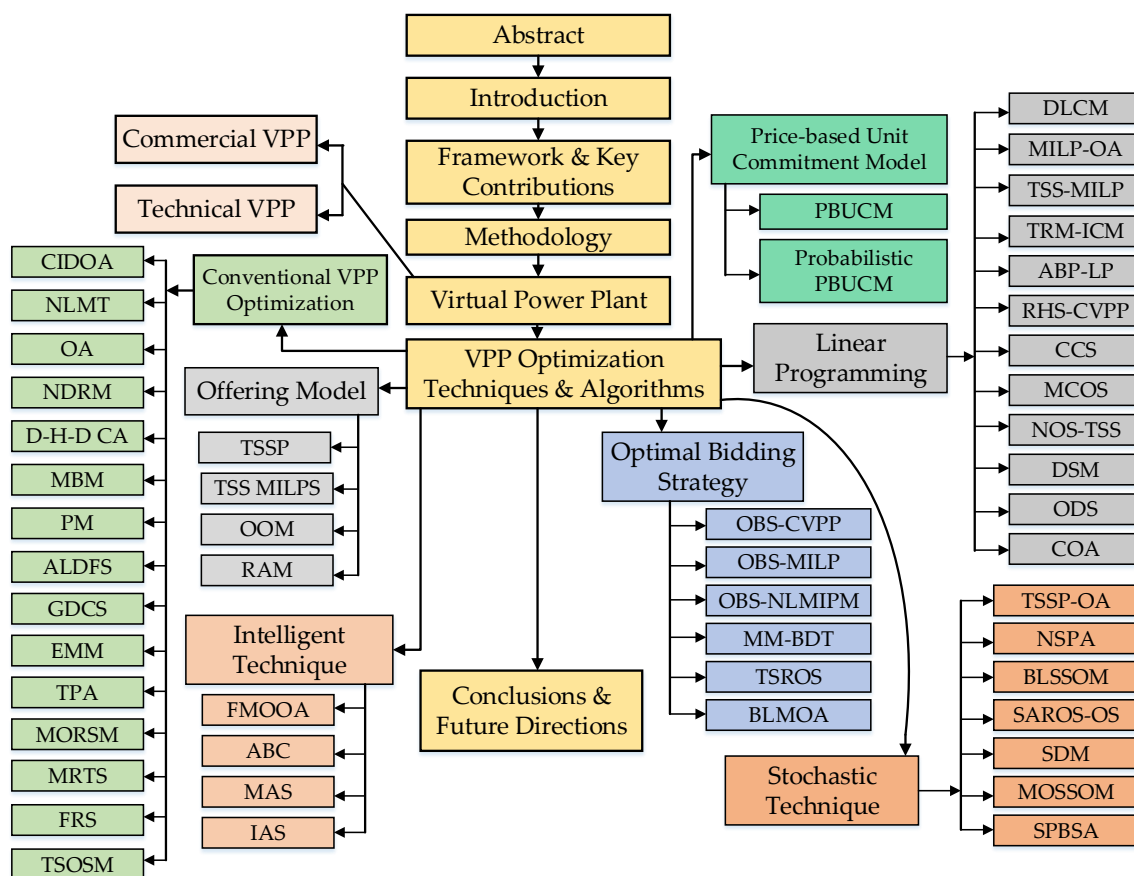 Abstract
Introduction
Framework & Key
Contributions
Methodology
Virtual Power Plant
VPP Optimization
Techniques & Algorithms
Conclusions &
Future Directions
Commercial VPP
Technical VPP
Conventional VPP
Optimization
CIDOA
NLMT
OA
NDRM
D-H-D CA
MBM
PM
ALDFS
GDCS
EMM
TPA
MORSM
MRTS
FRS
TSOSM
Offering Model
TSSP
TSS MILPS
OOM
RAM
Intelligent
Technique
FMOOA
ABC
MAS
IAS
Price-based Unit
Commitment Model
PBUCM
Probabilistic
PBUCM
Optimal Bidding
Strategy
OBS-CVPP
OBS-MILP
OBS-NLMIPM
MM-BDT
TSROS
BLMOA
Linear
Programming
DLCM
MILP-OA
TSS-MILP
TRM-ICM
ABP-LP
RHS-CVPP
CCS
MCOS
NOS-TSS
DSM
ODS
COA
Stochastic
Technique
TSSP-OA
NSPA
BLSSOM
SAROS-OS
SDM
MOSSOM
SPBSA